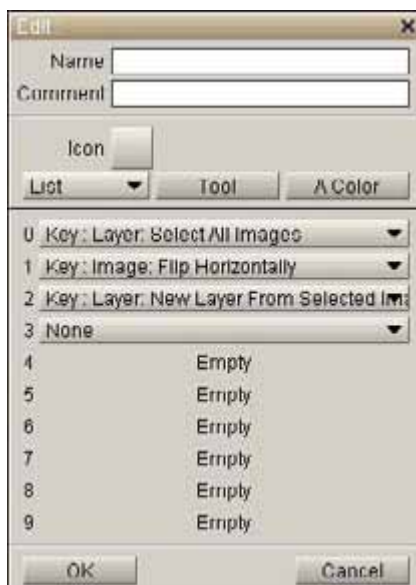 Edit
Name
Comment
Icon
List Tool A Color
0 Key: Layer: Select All Images
1 Key: Image: Flip Horizontally
2 Key: Layer: New Layer From Selected Ima
3 None
4 Empty
5 Empty
6 Empty
7 Empty
8 Empty
9 Empty
OK Cancel